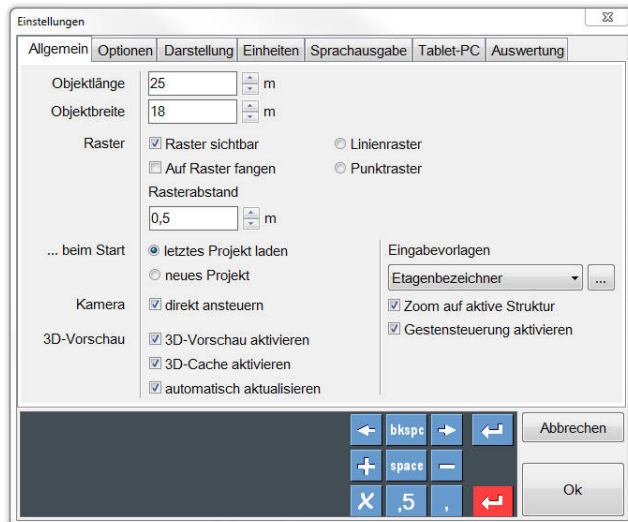 Einstellungen
Allgemein Optionen Darstellung Einheiten Sprachausgabe Tablet-PC Auswertung
Objektlänge 25 m
Objektbreite 18 m
Raster Raster sichtbar Linienraster
Auf Raster fangen Punktraster
Rasterabstand
0,5 m
... beim Start letztes Projekt laden Eingabevorlagen
neues Projekt Etagenbezeichner ...
Kamera direkt ansteuern Zoom auf aktive Struktur
3D-Vorschau 3D-Vorschau aktivieren Gestensteuerung aktivieren
3D-Cache aktivieren
automatisch aktualisieren
bkspc Abbrechen
+ space −
X ,5 , Ok